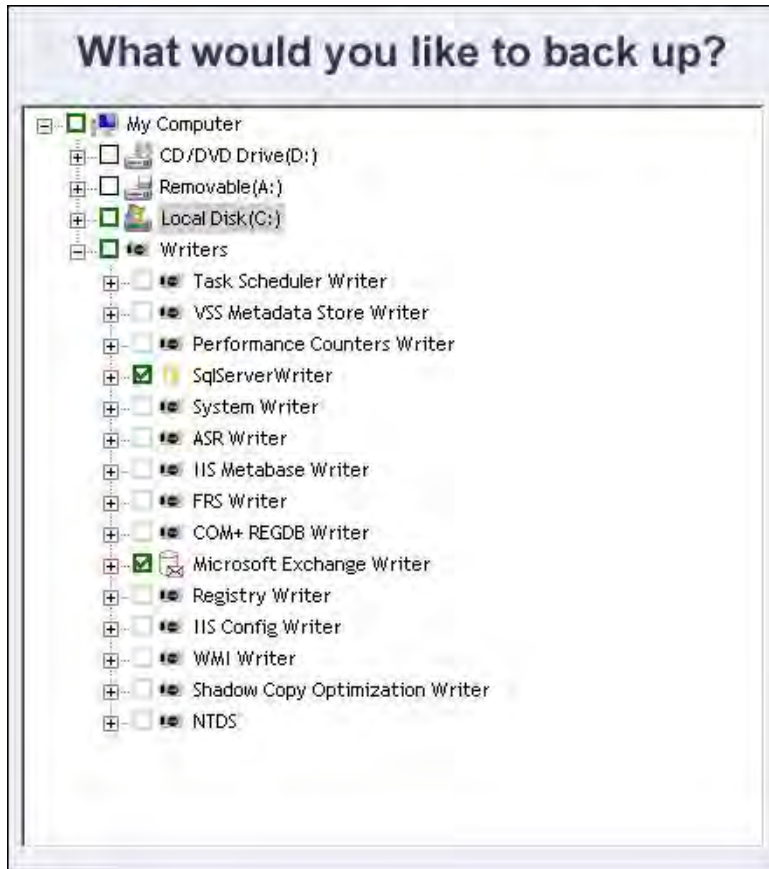 What would you like to back up?
My Computer
CD/DVD Drive(D:)
Removable(A:)
Local Disk(C:)
Writers
Task Scheduler Writer
VSS Metadata Store Writer
Performance Counters Writer
SqlServerWriter
System Writer
ASR Writer
IIS Metabase Writer
FRS Writer
COM+ REGDB Writer
Microsoft Exchange Writer
Registry Writer
IIS Config Writer
WMI Writer
Shadow Copy Optimization Writer
NTDS